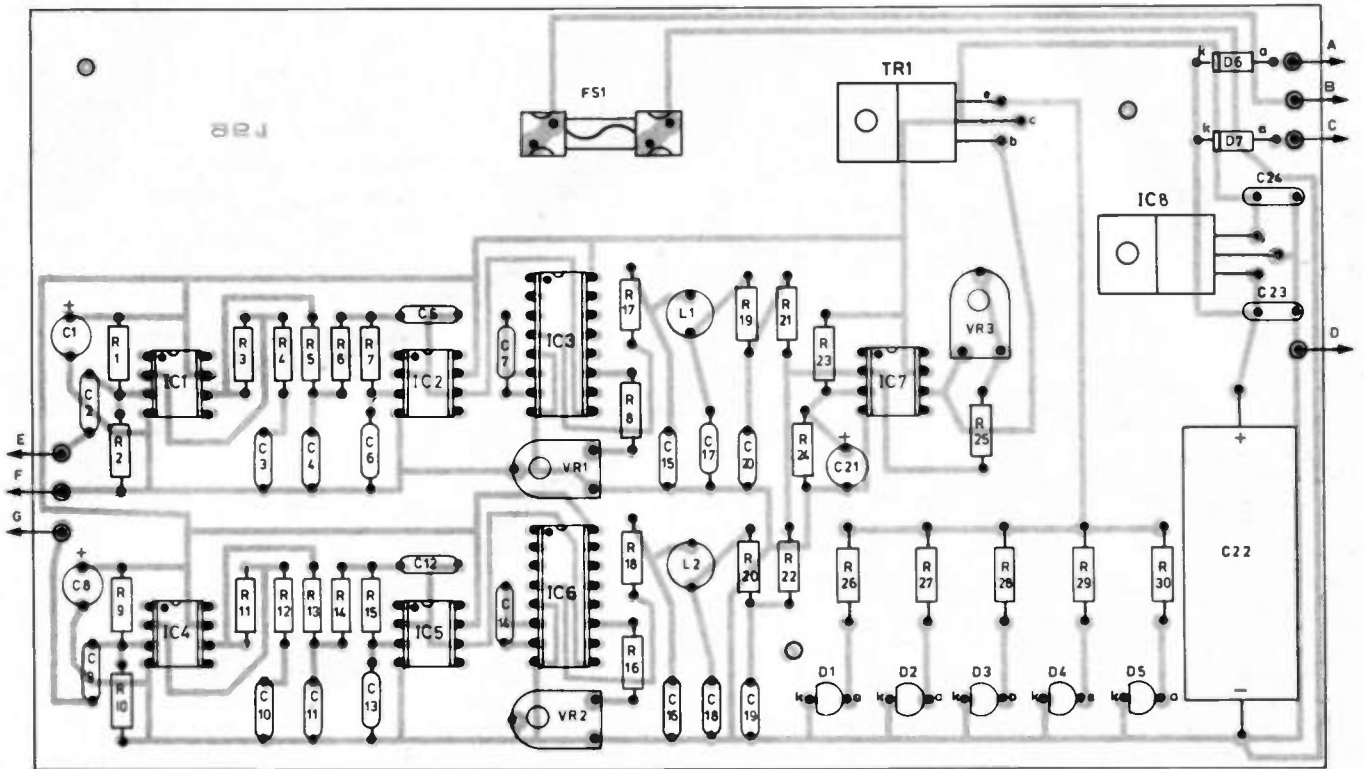 FS1
TR1
e
c
b
k
D6
a
A
B
k
D7
a
C
C24
IC8
C23
D
C1
+
R1
C2
R2
IC1
R3
R4
R5
R6
R7
C5
IC2
C3
C4
C6
C7
IC3
R17
R8
VR1
L1
C15
C17
R19
C20
R21
R23
R24
C21
+
IC7
VR3
R25
E
F
G
+
C8
R9
C9
R10
IC4
R11
R12
R13
R14
R15
C12
IC5
C10
C11
C13
C14
IC6
R18
R16
VR2
L2
C16
C18
R20
C19
R22
R26
R27
R28
R29
R30
D1
k
a
D2
k
a
D3
k
a
D4
k
a
D5
k
a
+
C22
−